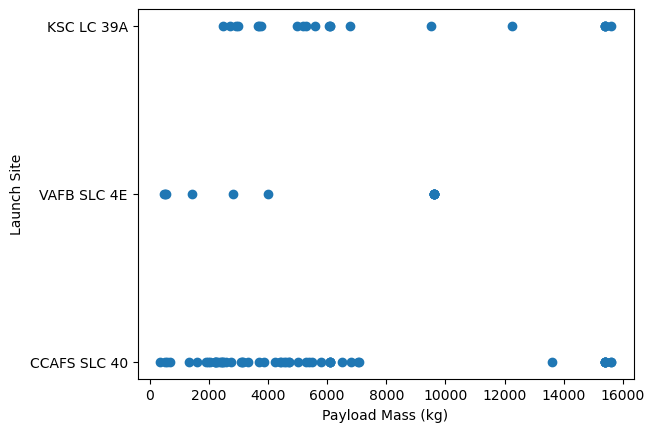 KSC LC 39A
VAFB SLC 4E
CCAFS SLC 40
Launch Site
0 2000 4000 6000 8000 10000 12000 14000 16000
Payload Mass (kg)